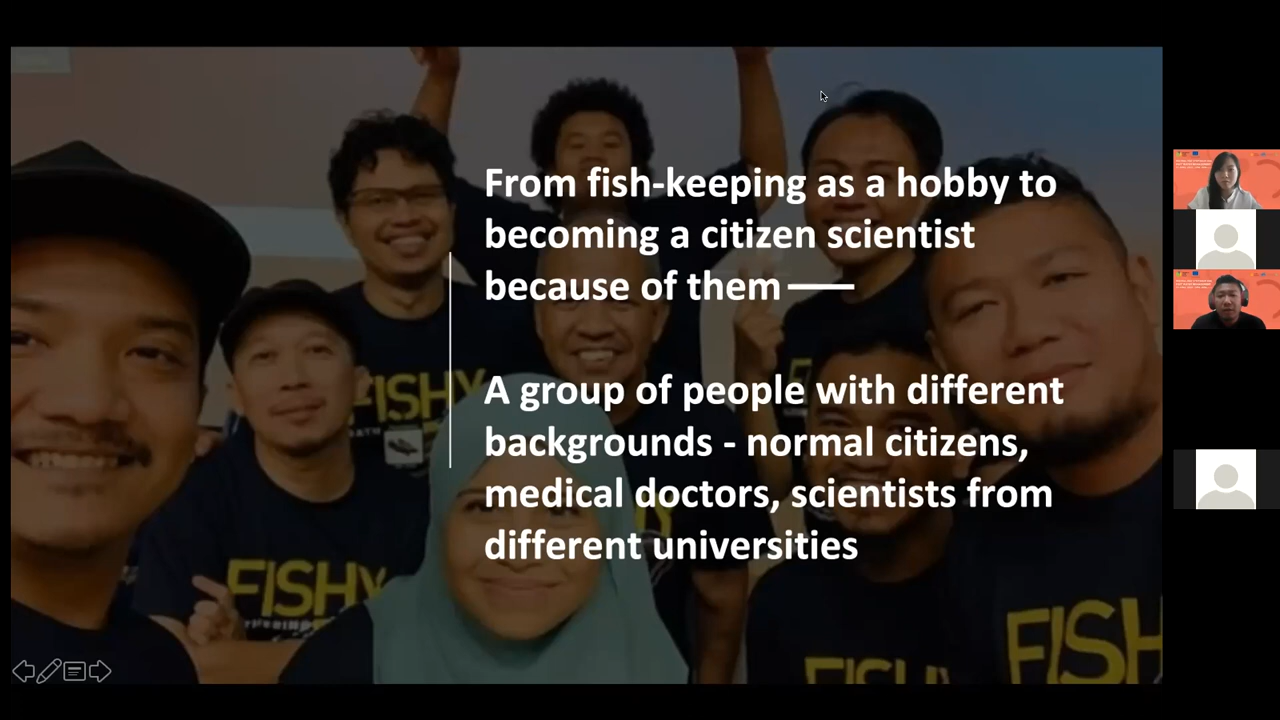 From fish-keeping as a hobby to
becoming a citizen scientist
because of them ——
A group of people with different
backgrounds - normal citizens,
medical doctors, scientists from
different universities
FISHY
FISHY
FISHY
FISH